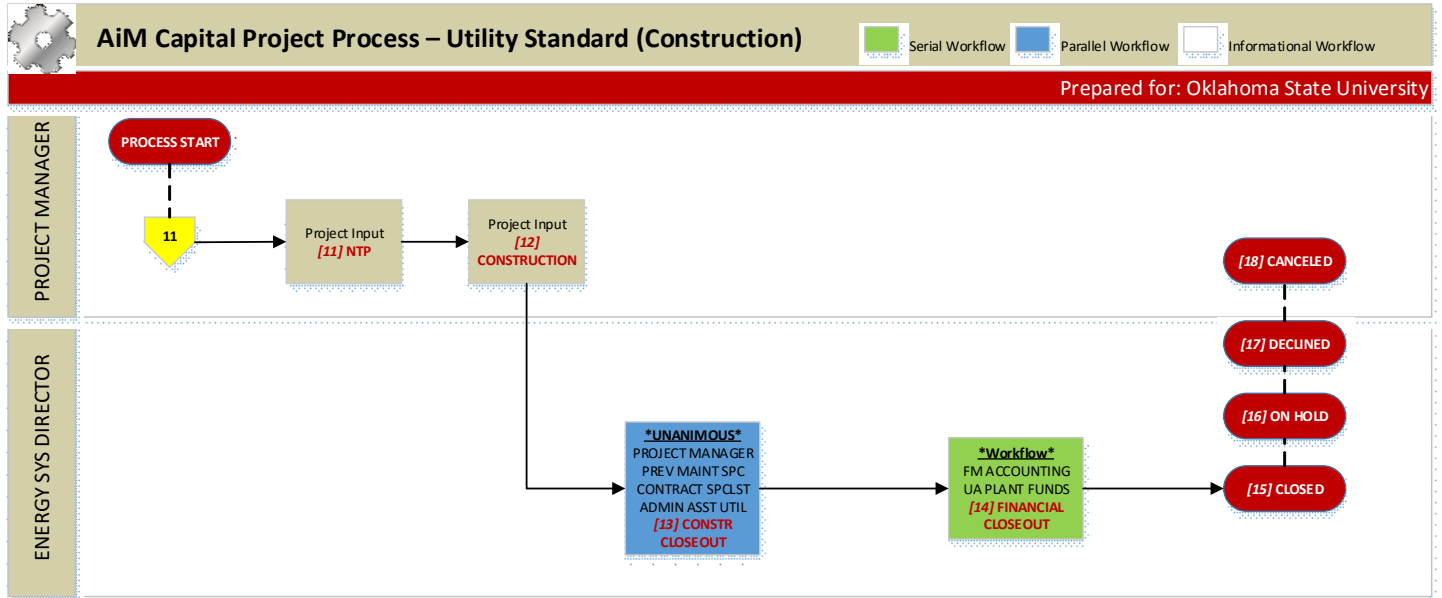 AiM Capital Project Process – Utility Standard (Construction)
Serial Workflow
Parallel Workflow
Informational Workflow
Prepared for: Oklahoma State University
PROJECT MANAGER
PROCESS START
11
Project Input
[11] NTP
Project Input
[12]
CONSTRUCTION
[18] CANCELED
ENERGY SYS DIRECTOR
[17] DECLINED
[16] ON HOLD
*UNANIMOUS*
PROJECT MANAGER
PREV MAINT SPC
CONTRACT SPCLST
ADMIN ASST UTIL
[13] CONSTR
CLOSEOUT
*Workflow*
FM ACCOUNTING
UA PLANT FUNDS
[14] FINANCIAL
CLOSEOUT
[15] CLOSED